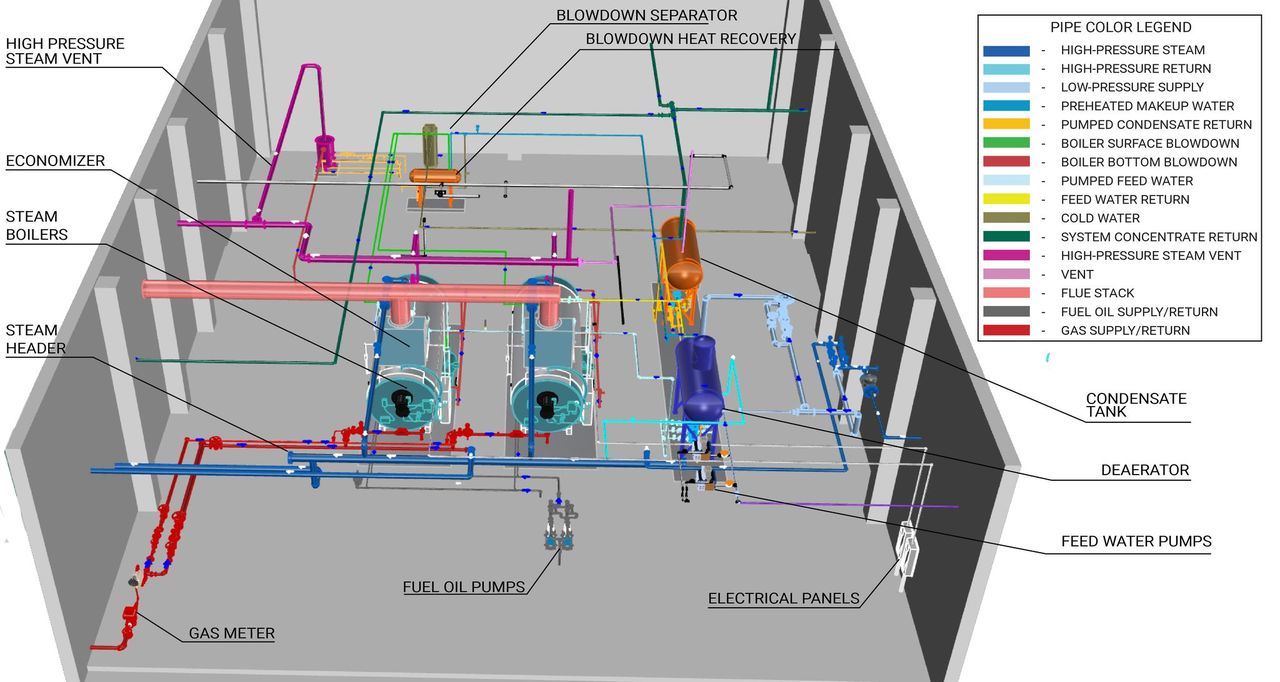 BLOWDOWN SEPARATOR
BLOWDOWN HEAT RECOVERY
HIGH PRESSURE
STEAM VENT
ECONOMIZER
STEAM
BOILERS
STEAM
HEADER
PIPE COLOR LEGEND
- HIGH-PRESSURE STEAM
- HIGH-PRESSURE RETURN
- LOW-PRESSURE SUPPLY
- PREHEATED MAKEUP WATER
- PUMPED CONDENSATE RETURN
- BOILER SURFACE BLOWDOWN
- BOILER BOTTOM BLOWDOWN
- PUMPED FEED WATER
- FEED WATER RETURN
- COLD WATER
- SYSTEM CONCENTRATE RETURN
- HIGH-PRESSURE STEAM VENT
- VENT
- FLUE STACK
- FUEL OIL SUPPLY/RETURN
- GAS SUPPLY/RETURN
CONDENSATE
TANK
DEAERATOR
FEED WATER PUMPS
FUEL OIL PUMPS
ELECTRICAL PANELS
GAS METER